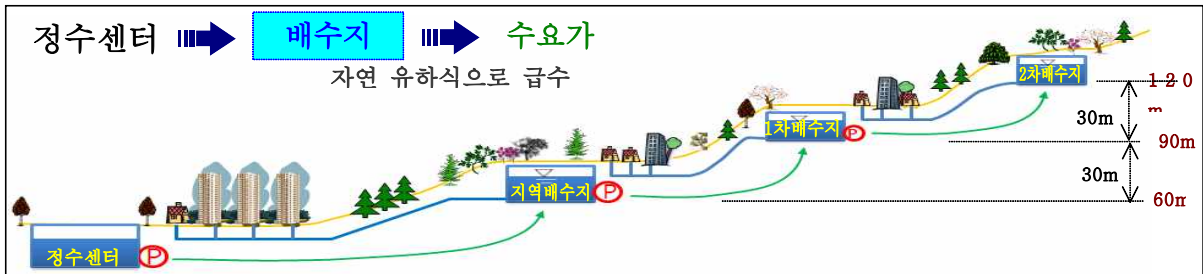 정수센터 배수지 수요가
자연 유하식으로 급수
2차배수지
120
m
30m
1차배수지 P
90m
30m
지역배수지 P
60m
정수센터 P